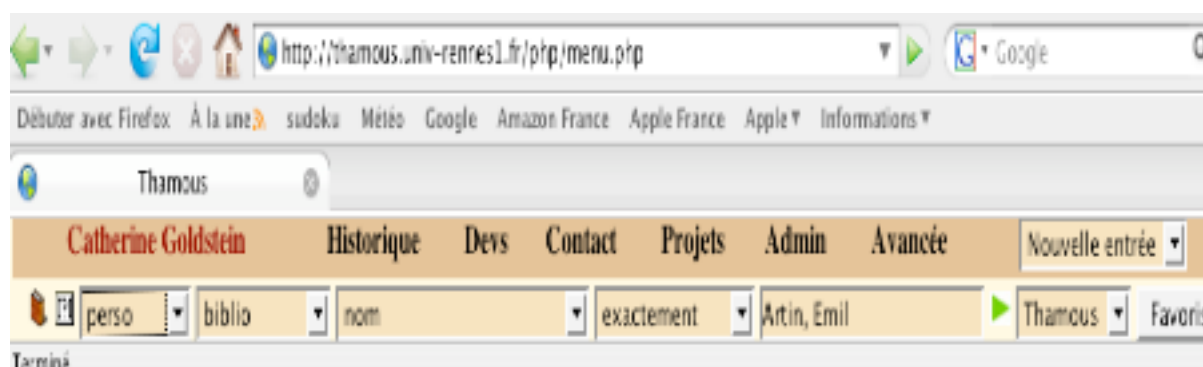 http://thamous.univ-rennes1.fr/php/menu.php Google
Débuter avec Firefox À la une sudoku Météo Google Amazon France Apple France Apple Informations
Thamous
Catherine Goldstein Historique Devs Contact Projets Admin Avancée Nouvelle entrée
perso biblio nom exactement Artin, Emil Thamous Favoris
Terminé